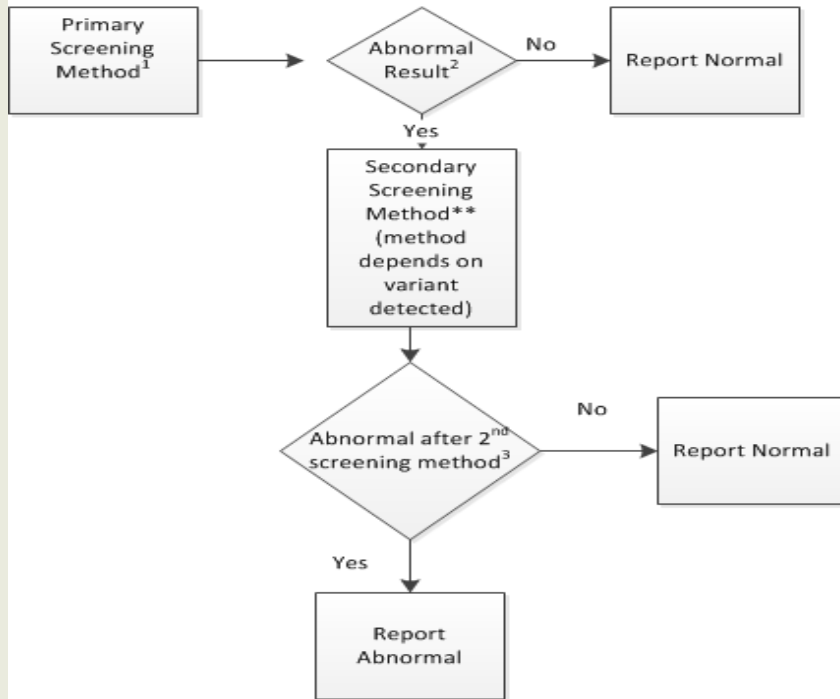 Primary
Screening
Method¹
Abnormal
Result²
No
Report Normal
Yes
Secondary
Screening
Method**
(method
depends on
variant
detected)
Abnormal after 2ⁿᵈ
screening method³
No
Report Normal
Yes
Report
Abnormal